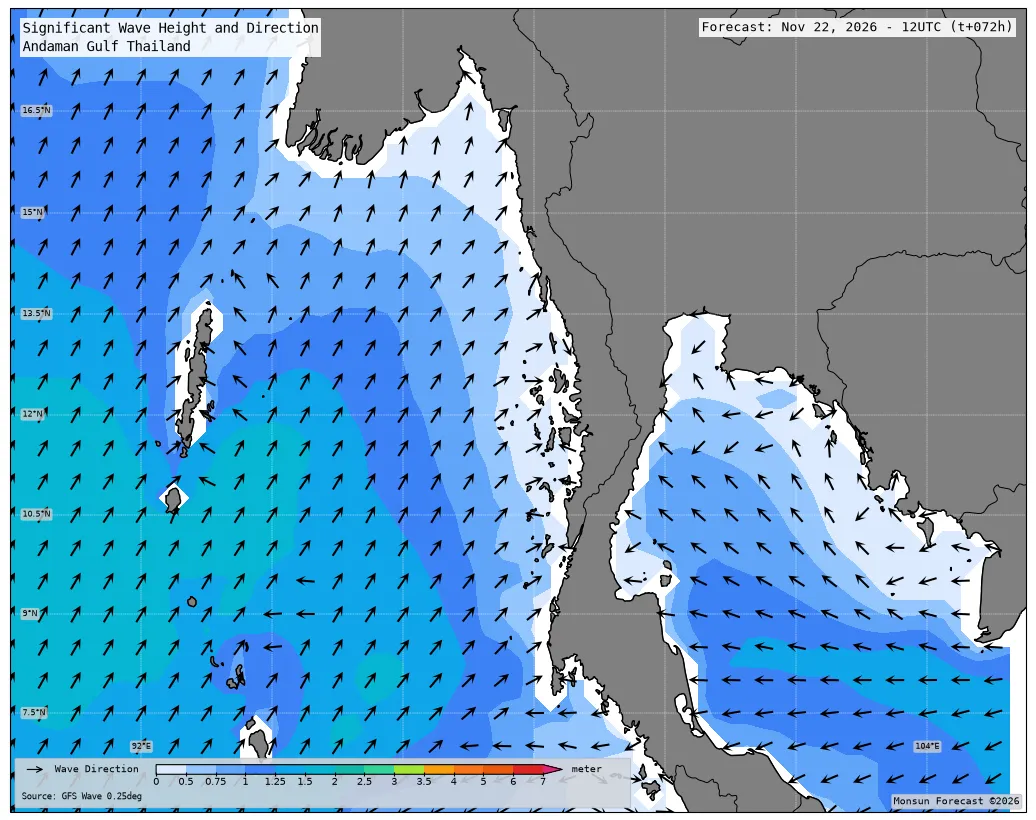 Significant Wave Height and Direction
Andaman Gulf Thailand
Forecast: Nov 22, 2026 - 12UTC (t+072h)
16.5°N
15°N
13.5°N
12°N
10.5°N
9°N
7.5°N
92°E
104°E
Wave Direction
0 0.5 0.75 1 1.25 1.5 2 2.5 3 3.5 4 5 6 7
meter
Source: GFS Wave 0.25deg
Monsun Forecast ©2026